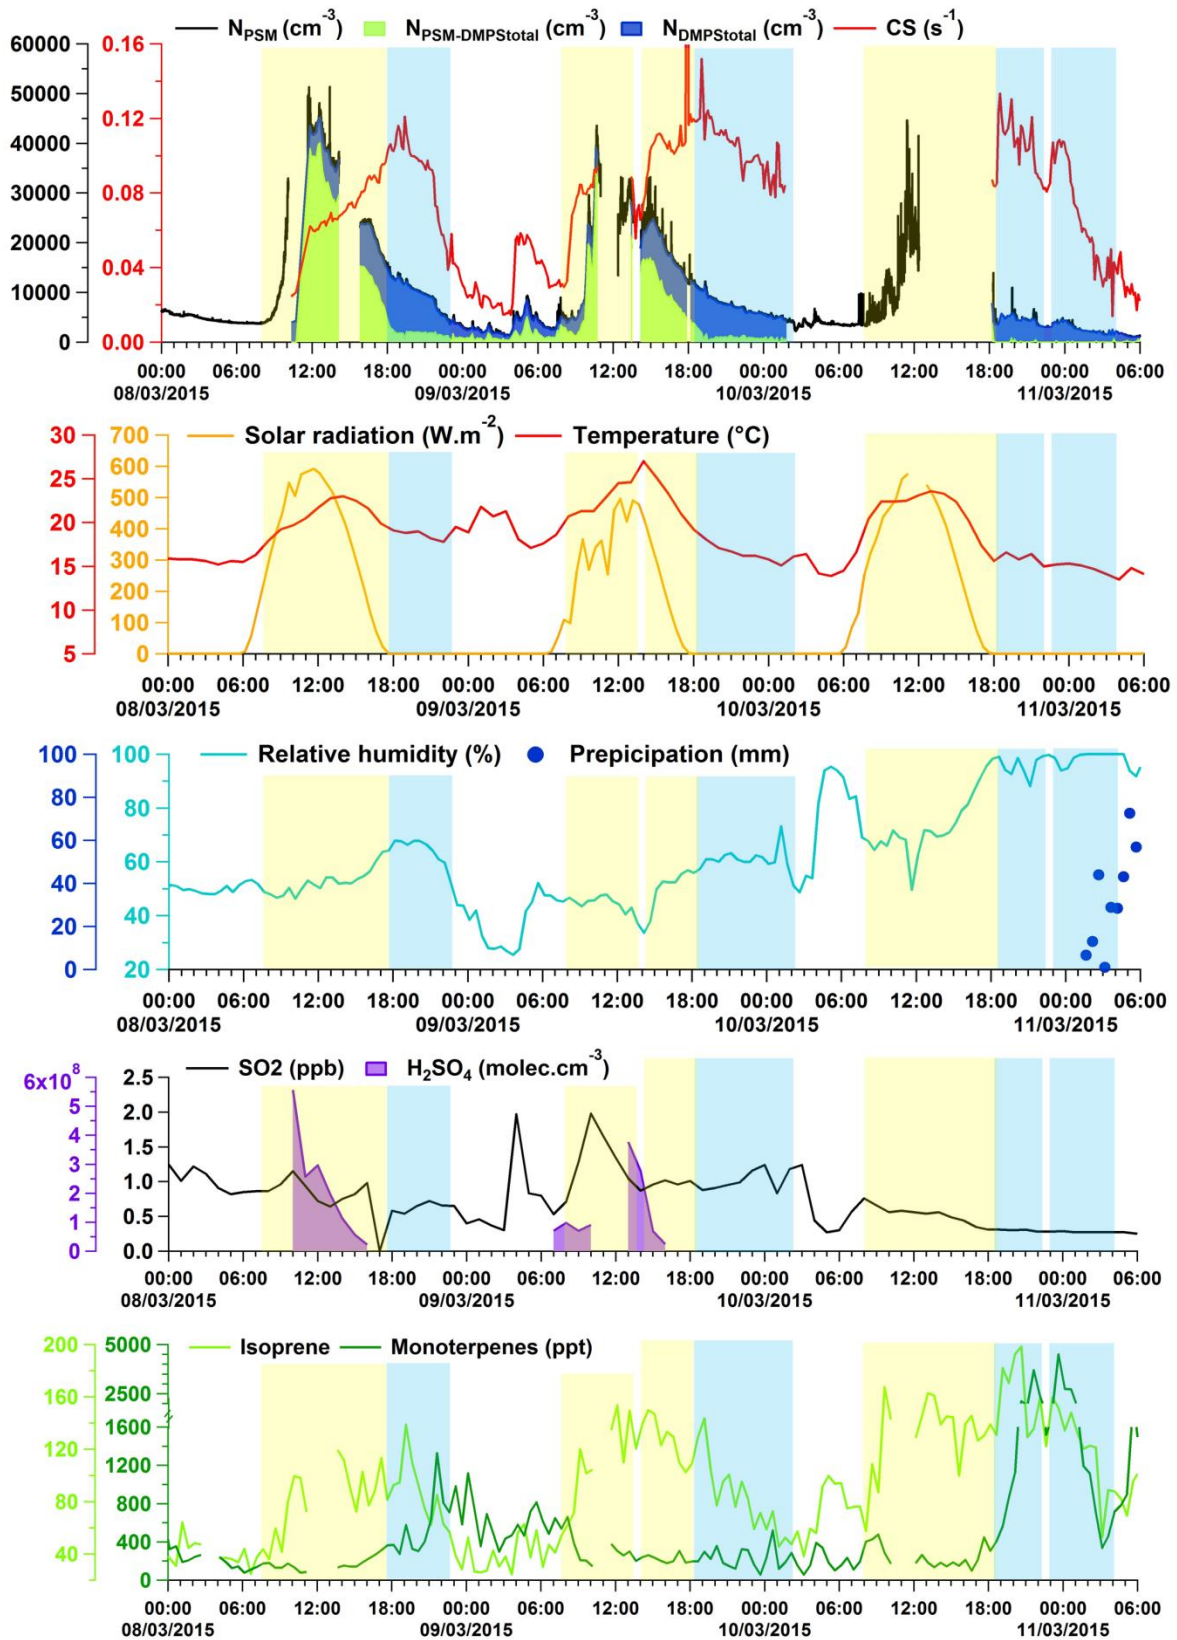 N_PSM (cm^-3) N_PSM-DMPStotal (cm^-3) N_DMPStotal (cm^-3) CS (s^-1)
60000 0.16
50000
0.12
40000
30000 0.08
20000
0.04
10000
0 0.00
00:00 06:00 12:00 18:00 00:00 06:00 12:00 18:00 00:00 06:00 12:00 18:00 00:00 06:00
08/03/2015 09/03/2015 10/03/2015 11/03/2015
Solar radiation (W.m^-2) Temperature (°C)
30 700
25 600
500
20 400
15 300
200
10 100
5 0
00:00 06:00 12:00 18:00 00:00 06:00 12:00 18:00 00:00 06:00 12:00 18:00 00:00 06:00
08/03/2015 09/03/2015 10/03/2015 11/03/2015
Relative humidity (%) Prepicipation (mm)
100 100
80 80
60
60
40
40
20
0 20
00:00 06:00 12:00 18:00 00:00 06:00 12:00 18:00 00:00 06:00 12:00 18:00 00:00 06:00
08/03/2015 09/03/2015 10/03/2015 11/03/2015
SO2 (ppb) H₂SO₄ (molec.cm^-3)
6x10^8 2.5
5 2.0
4 1.5
3
1.0
2
1 0.5
0 0.0
00:00 06:00 12:00 18:00 00:00 06:00 12:00 18:00 00:00 06:00 12:00 18:00 00:00 06:00
08/03/2015 09/03/2015 10/03/2015 11/03/2015
Isoprene Monoterpenes (ppt)
200 5000
160 2500
1600
120 1200
80 800
40 400
0
00:00 06:00 12:00 18:00 00:00 06:00 12:00 18:00 00:00 06:00 12:00 18:00 00:00 06:00
08/03/2015 09/03/2015 10/03/2015 11/03/2015